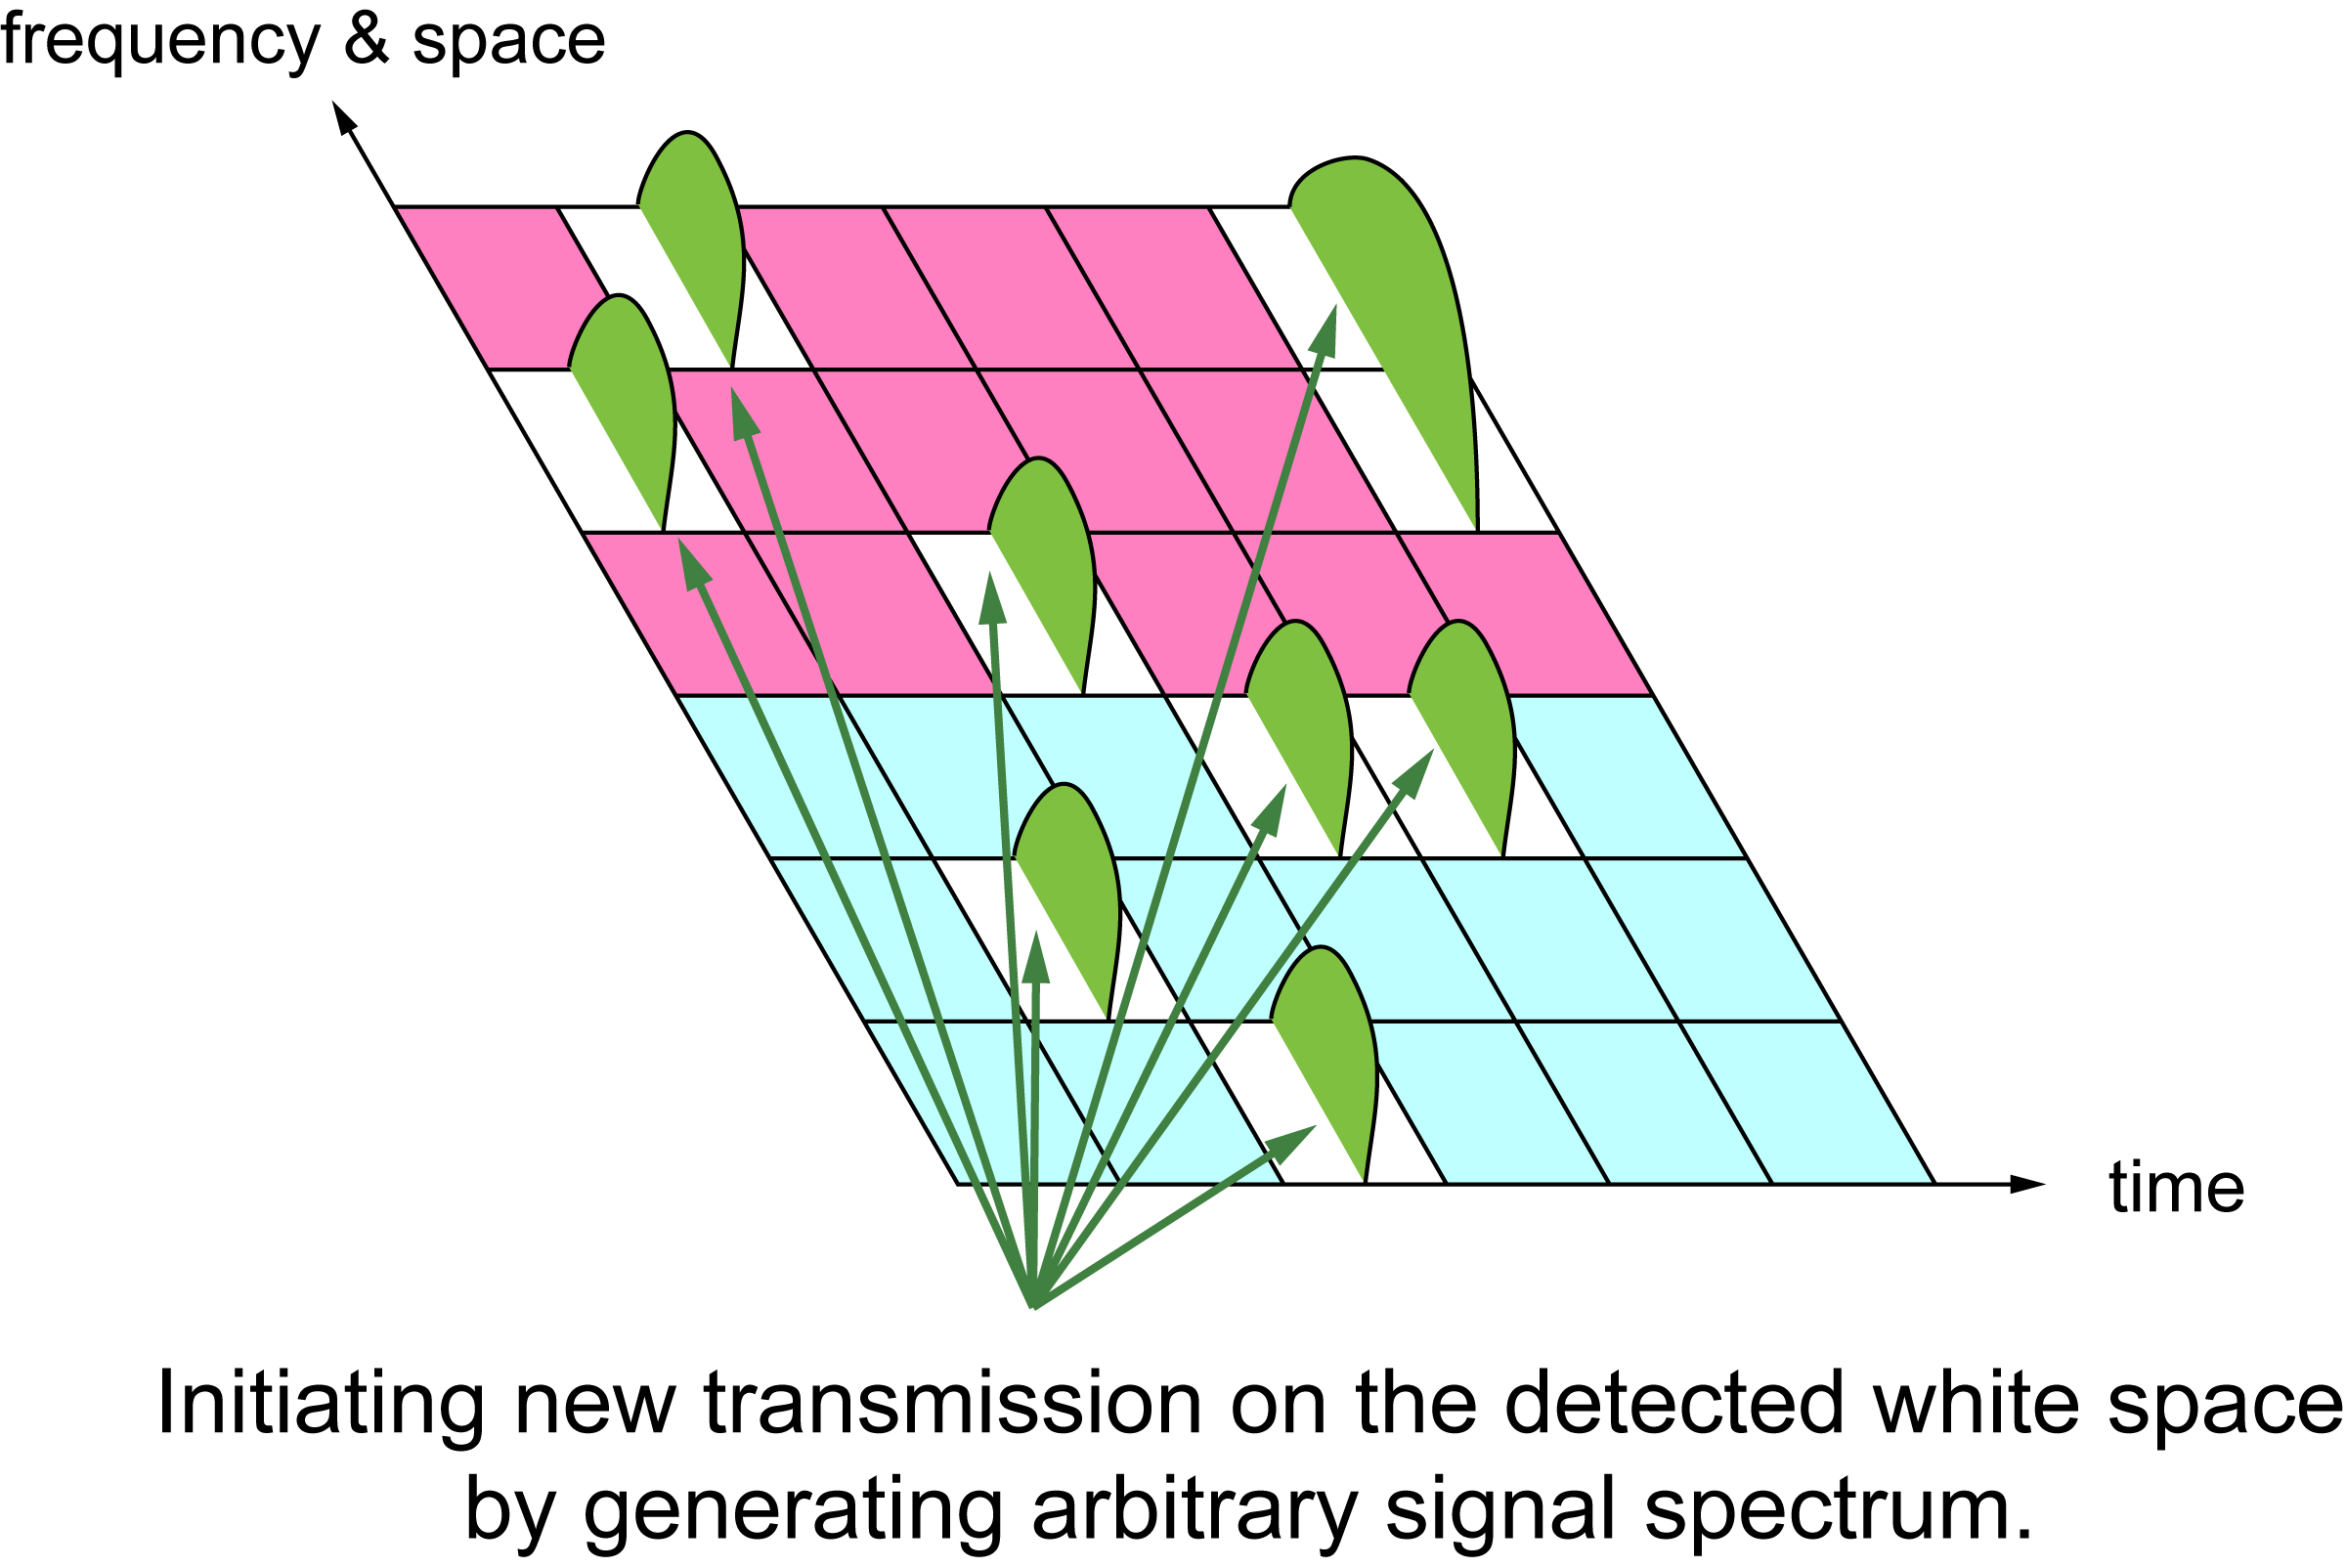 frequency & space
time
Initiating new transmission on the detected white space
by generating arbitrary signal spectrum.